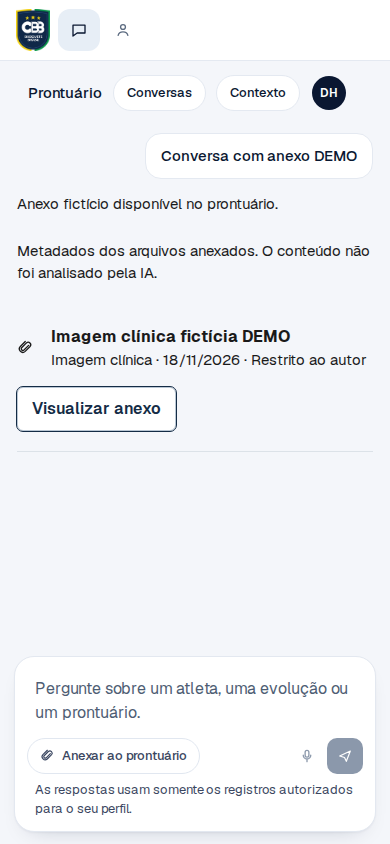 CBB
Prontuário
Conversas
Contexto
DH
Conversa com anexo DEMO
Anexo fictício disponível no prontuário.
Metadados dos arquivos anexados. O conteúdo não
foi analisado pela IA.
Imagem clínica fictícia DEMO
Imagem clínica · 18/11/2026 · Restrito ao autor
Visualizar anexo
Pergunte sobre um atleta, uma evolução ou
um prontuário.
Anexar ao prontuário
As respostas usam somente os registros autorizados
para o seu perfil.